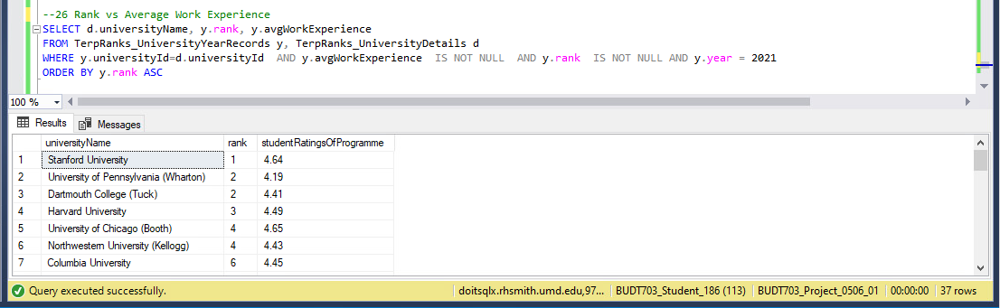 --26 Rank vs Average Work Experience
SELECT d.universityName, y.rank, y.avgWorkExperience
FROM TerpRanks_UniversityYearRecords y, TerpRanks_UniversityDetails d
WHERE y.universityId=d.universityId  AND y.avgWorkExperience  IS NOT NULL  AND y.rank  IS NOT NULL AND y.year = 2021
ORDER BY y.rank ASC
100 %
Results Messages
universityName rank studentRatingsOfProgramme
1 Stanford University 1 4.64
2 University of Pennsylvania (Wharton) 2 4.19
3 Dartmouth College (Tuck) 2 4.41
4 Harvard University 3 4.49
5 University of Chicago (Booth) 4 4.65
6 Northwestern University (Kellogg) 4 4.43
7 Columbia University 6 4.45
Query executed successfully. doitsqlx.rhsmith.umd.edu,97... BUDT703_Student_186 (113) BUDT703_Project_0506_01 00:00:00 37 rows